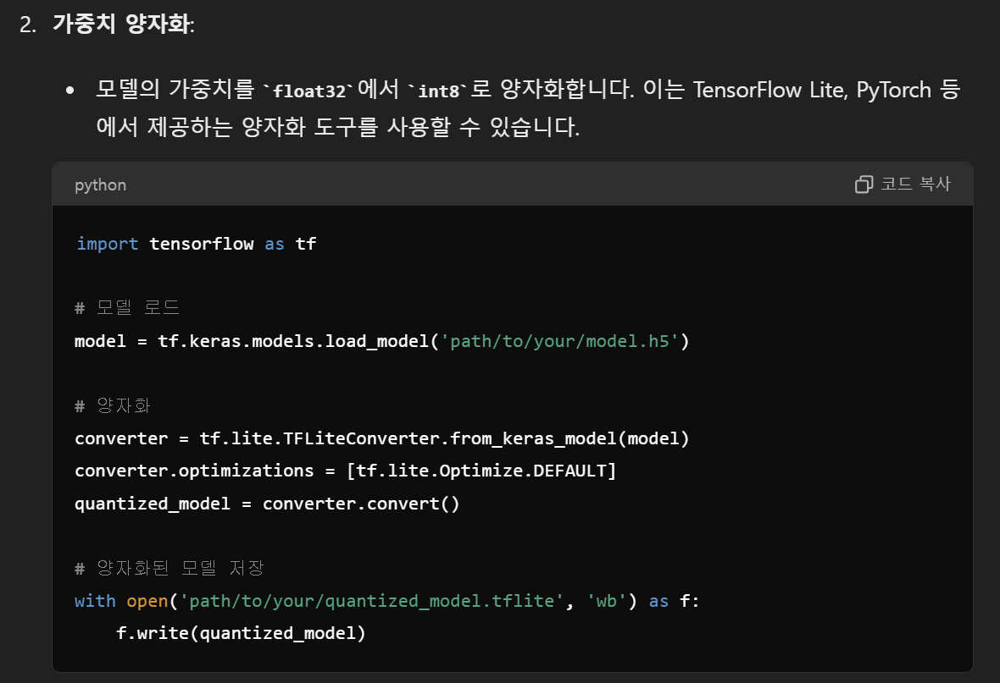 2. 가중치 양자화:
• 모델의 가중치를 `float32`에서 `int8`로 양자화합니다. 이는 TensorFlow Lite, PyTorch 등
에서 제공하는 양자화 도구를 사용할 수 있습니다.
python 코드 복사
import tensorflow as tf
# 모델 로드
model = tf.keras.models.load_model('path/to/your/model.h5')
# 양자화
converter = tf.lite.TFLiteConverter.from_keras_model(model)
converter.optimizations = [tf.lite.Optimize.DEFAULT]
quantized_model = converter.convert()
# 양자화된 모델 저장
with open('path/to/your/quantized_model.tflite', 'wb') as f:
    f.write(quantized_model)